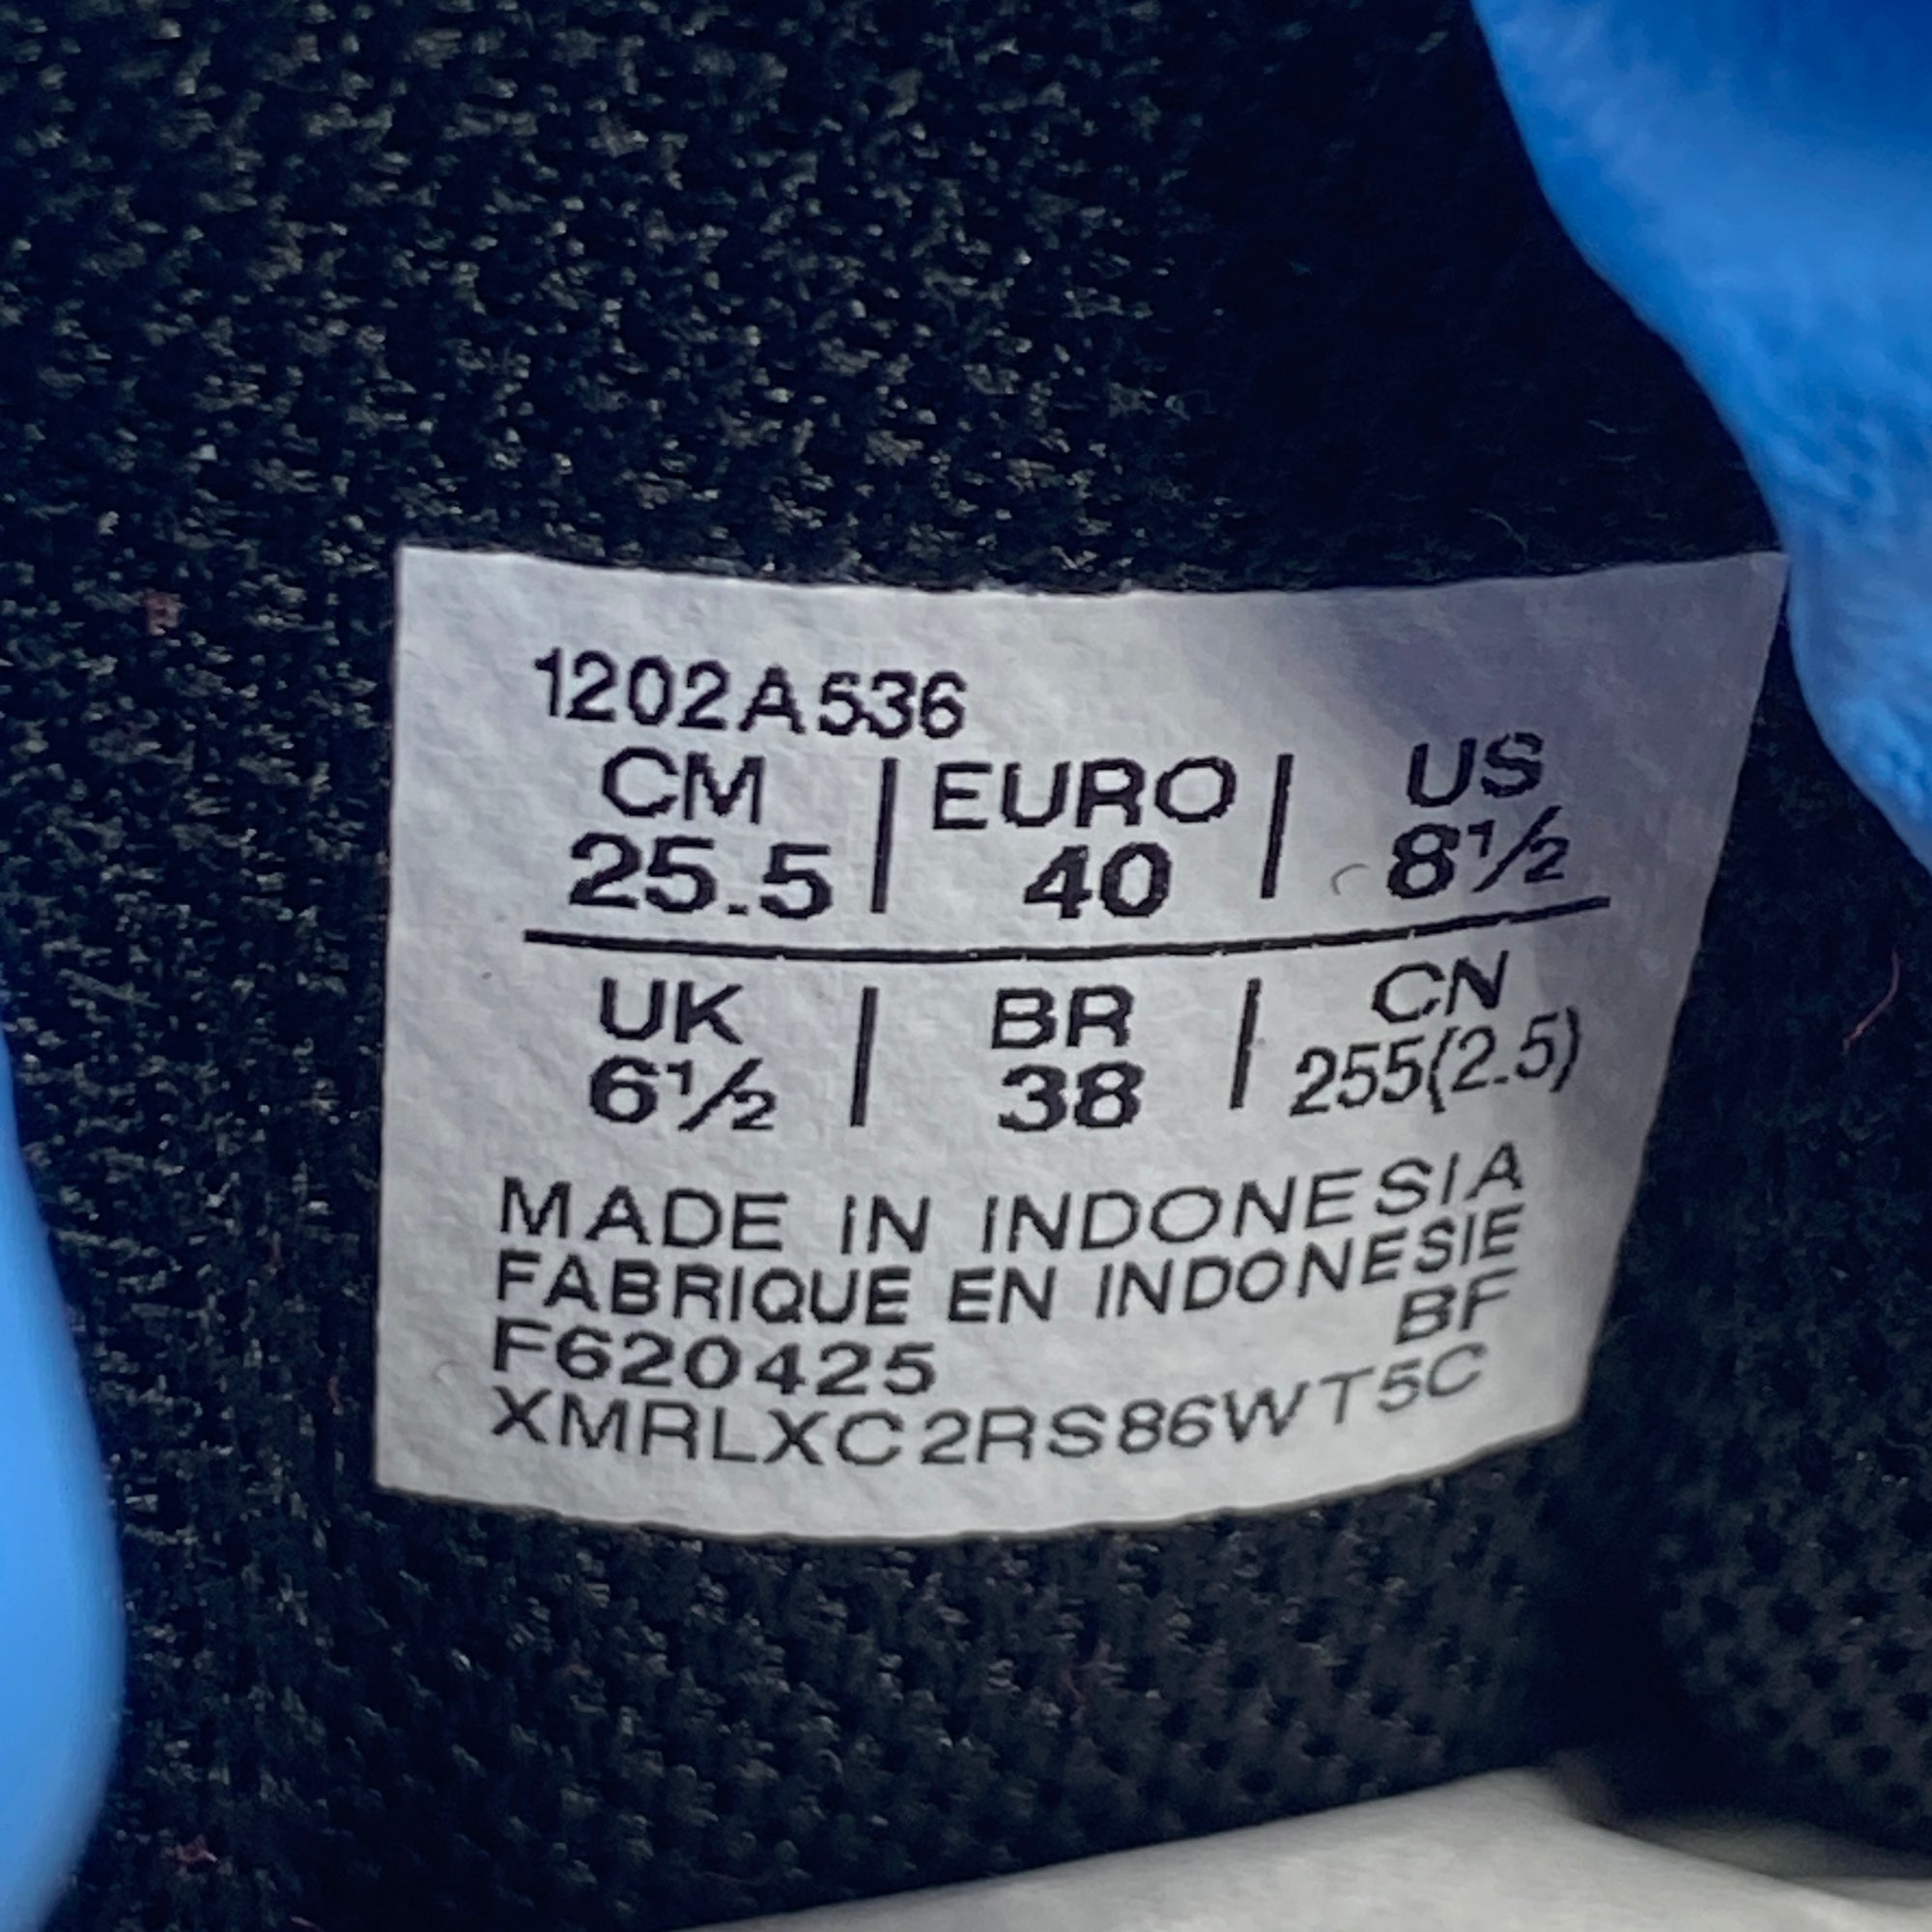 1202A536
CM | EURO | US
25.5 | 40 | 8½
UK | BR | CN
6½ | 38 | 255(2.5)
MADE IN INDONESIA
FABRIQUE EN INDONESIE
F620425 BF
XMRLXC2RS86WT5C